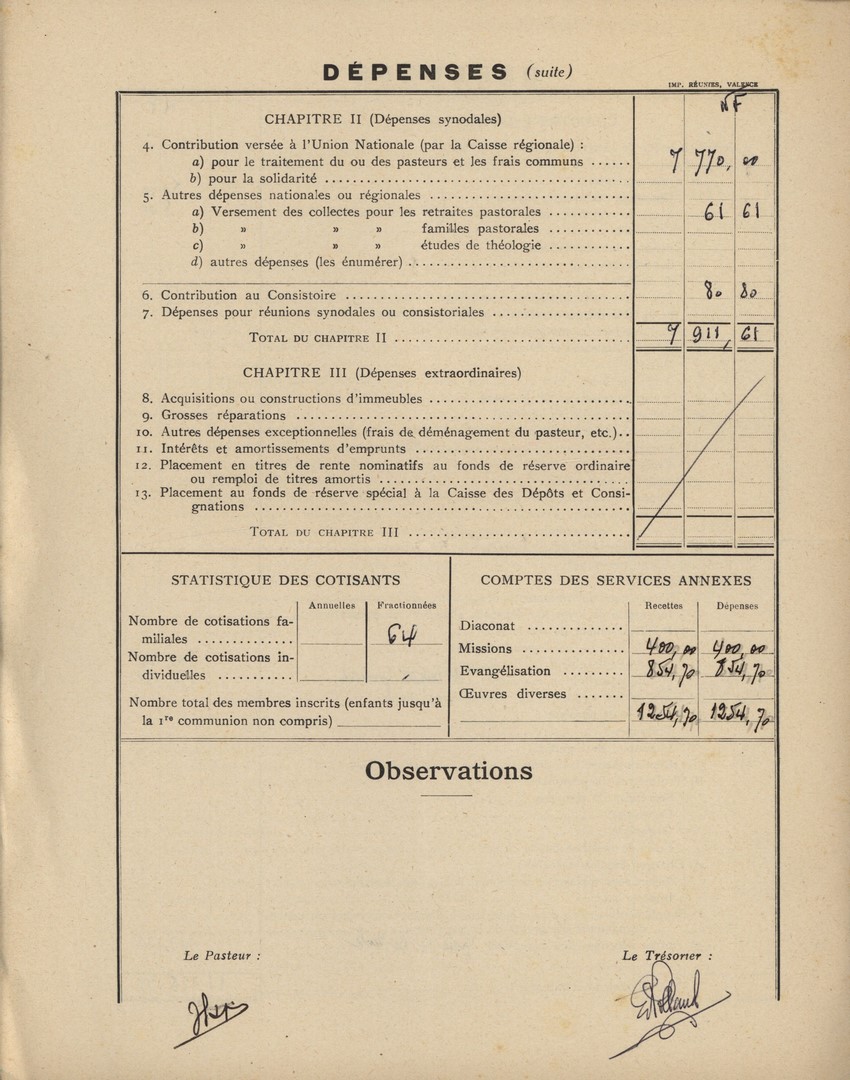 DÉPENSES (suite)
IMP. RÉUNIES, VALENCE
NF
CHAPITRE II (Dépenses synodales)
4. Contribution versée à l'Union Nationale (par la Caisse régionale) :
a) pour le traitement du ou des pasteurs et les frais communs ...... 7 770, 00
b) pour la solidarité ........................................
5. Autres dépenses nationales ou régionales ..........................
a) Versement des collectes pour les retraites pastorales ........... 61 61
b) » » » familles pastorales ...........
c) » » » études de théologie ...........
d) autres dépenses (les énumérer) ..............................
6. Contribution au Consistoire ..................................... 80 80
7. Dépenses pour réunions synodales ou consistoriales ..................
TOTAL DU CHAPITRE II ............................... 7 911, 61
CHAPITRE III (Dépenses extraordinaires)
8. Acquisitions ou constructions d'immeubles ..........................
9. Grosses réparations ...........................................
10. Autres dépenses exceptionnelles (frais de déménagement du pasteur, etc.)..
11. Intérêts et amortissements d'emprunts ............................
12. Placement en titres de rente nominatifs au fonds de réserve ordinaire
ou remploi de titres amortis .................................
13. Placement au fonds de réserve spécial à la Caisse des Dépôts et Consi-
gnations .................................................
TOTAL DU CHAPITRE III .............................
STATISTIQUE DES COTISANTS
Annuelles Fractionnées
Nombre de cotisations fa-
miliales ............. 64
Nombre de cotisations in-
dividuelles ..........
Nombre total des membres inscrits (enfants jusqu'à
la 1re communion non compris)
COMPTES DES SERVICES ANNEXES
Recettes Dépenses
Diaconat .............
Missions .............. 400, 00 400, 00
Evangélisation ......... 854, 70 854, 70
Œuvres diverses .......
1254, 70 1254, 70
Observations
Le Pasteur : Le Trésorier :